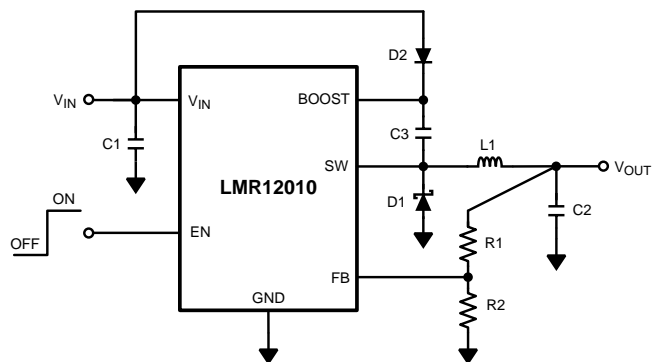 D2
V_IN
V_IN
BOOST
C1
C3
L1
SW
V_OUT
LMR12010
D1
C2
ON
OFF
EN
R1
FB
GND
R2